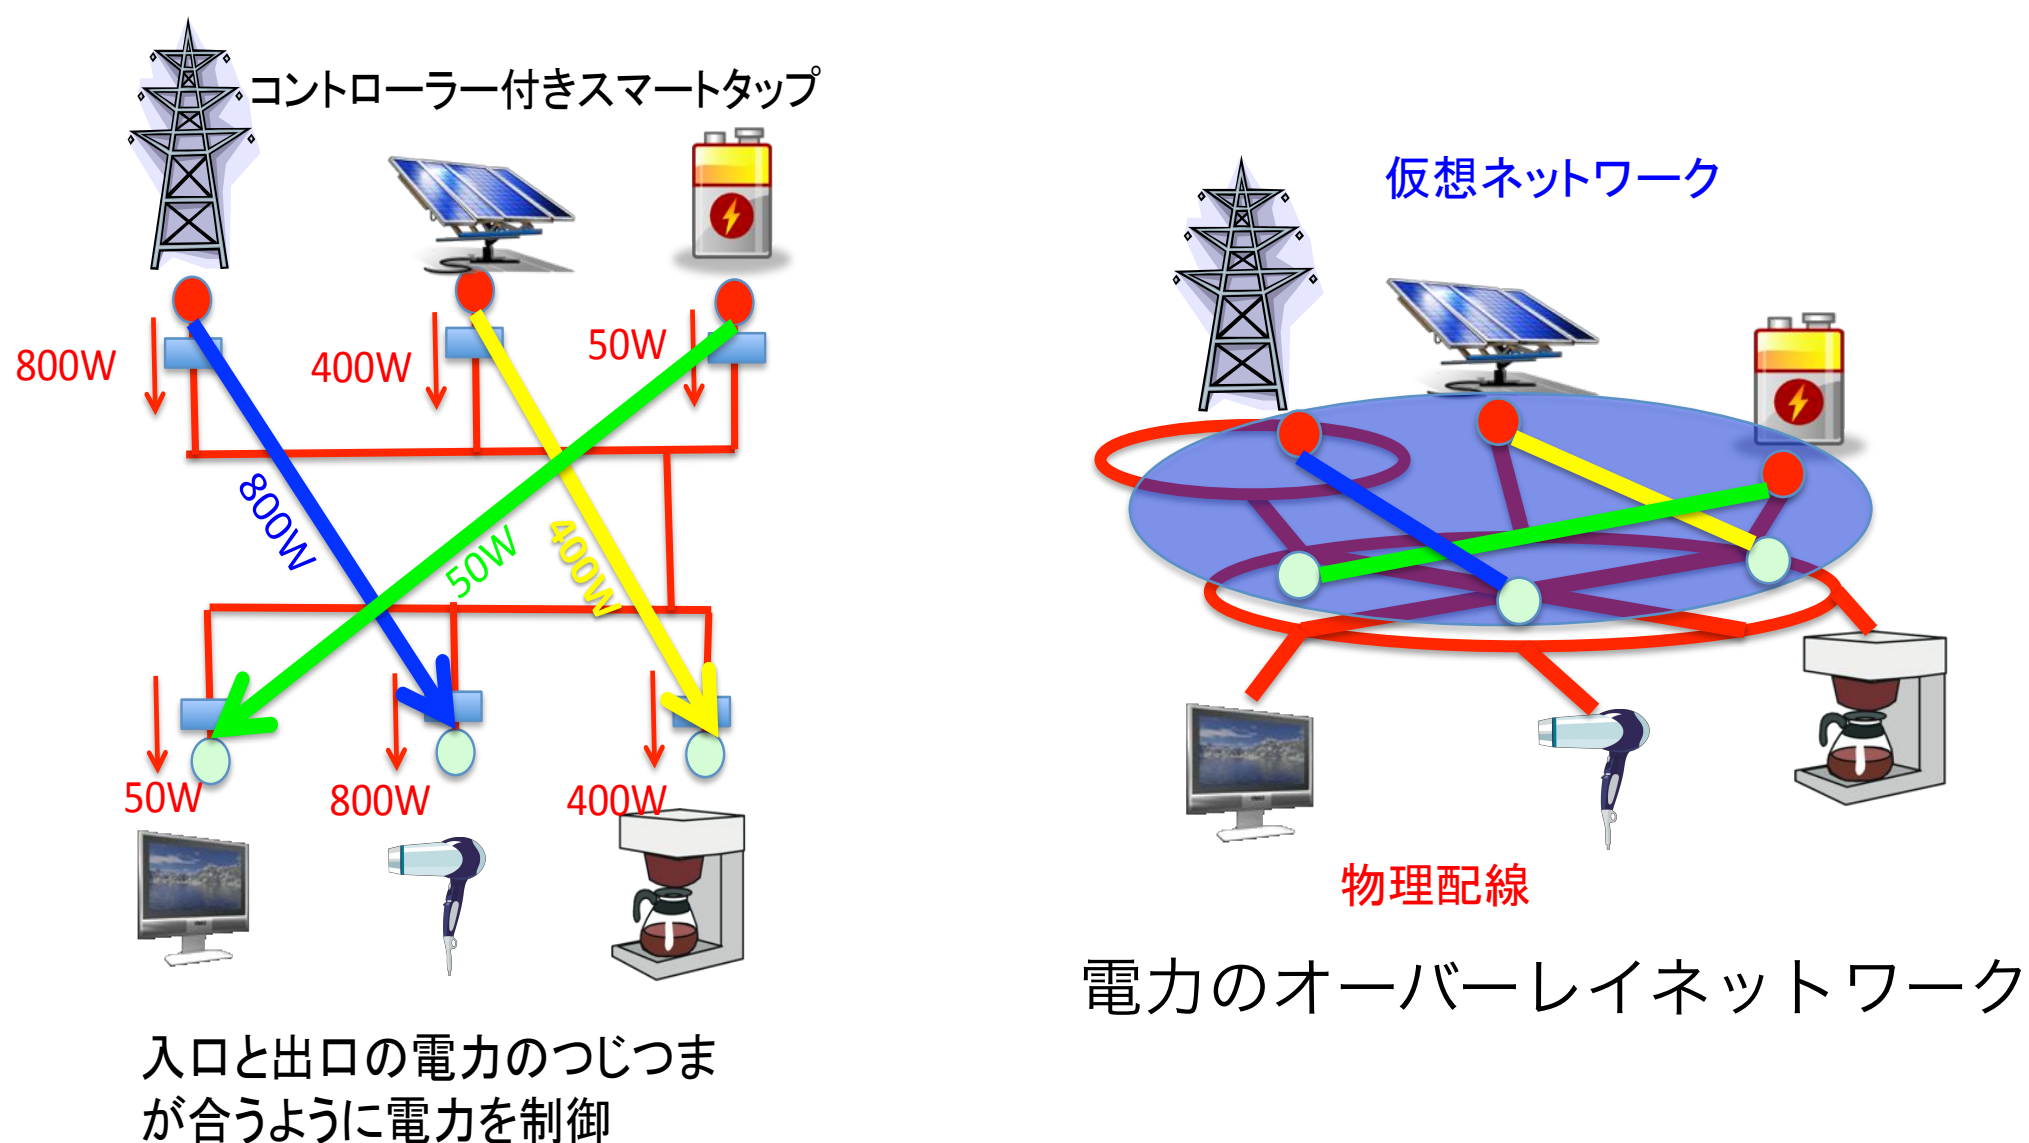 コントローラー付きスマートタップ
800W
400W
50W
800W
50W
400W
50W
800W
400W
入口と出口の電力のつじつま
が合うように電力を制御
仮想ネットワーク
物理配線
電力のオーバーレイネットワーク